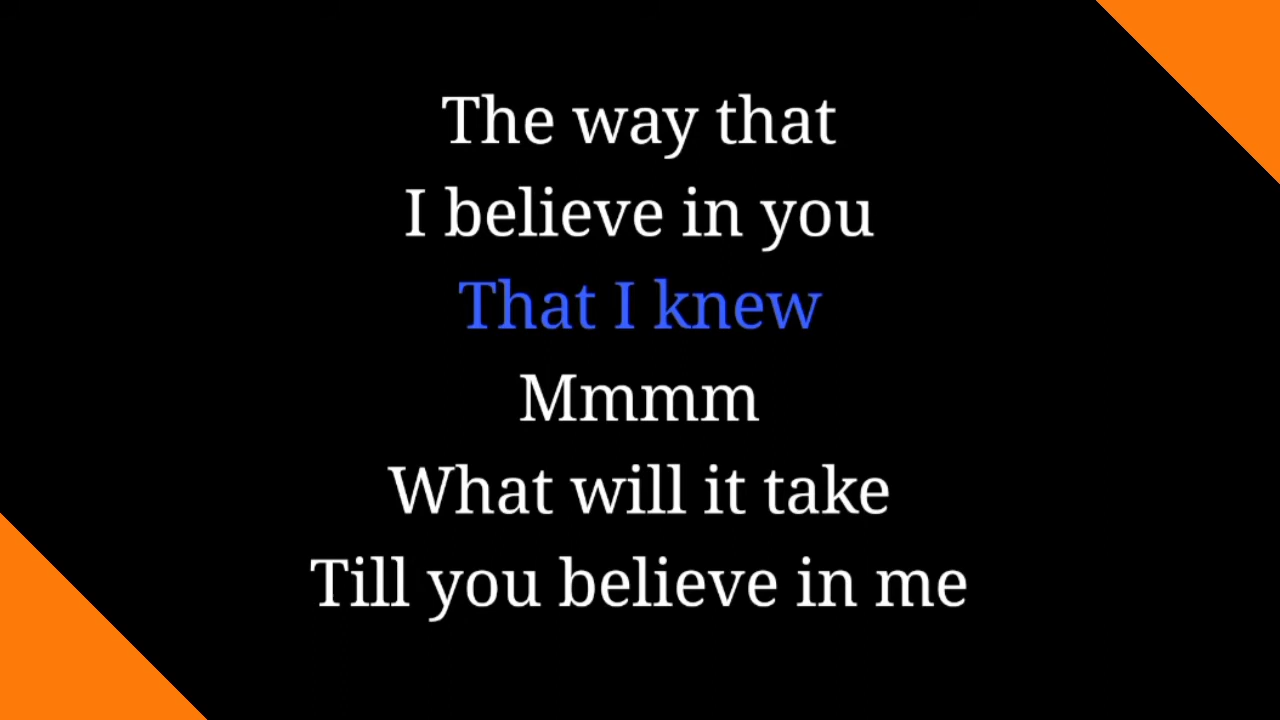 The way that
I believe in you
That I knew
Mmmm
What will it take
Till you believe in me